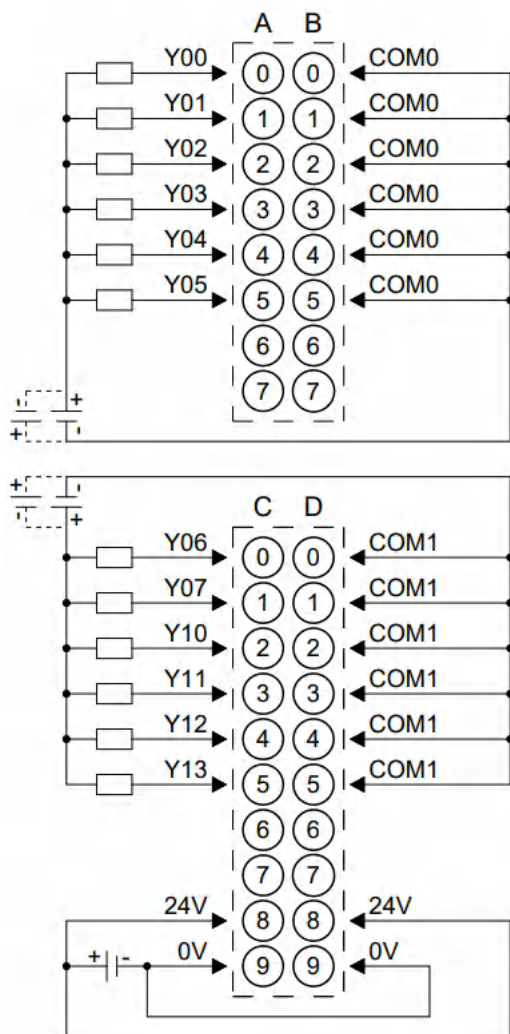 A B
Y00 0 0 COM0
Y01 1 1 COM0
Y02 2 2 COM0
Y03 3 3 COM0
Y04 4 4 COM0
Y05 5 5 COM0
6 6
7 7
- +
+ -
+ -
- +
C D
Y06 0 0 COM1
Y07 1 1 COM1
Y10 2 2 COM1
Y11 3 3 COM1
Y12 4 4 COM1
Y13 5 5 COM1
6 6
7 7
24V 8 8 24V
+ - 0V 9 9 0V